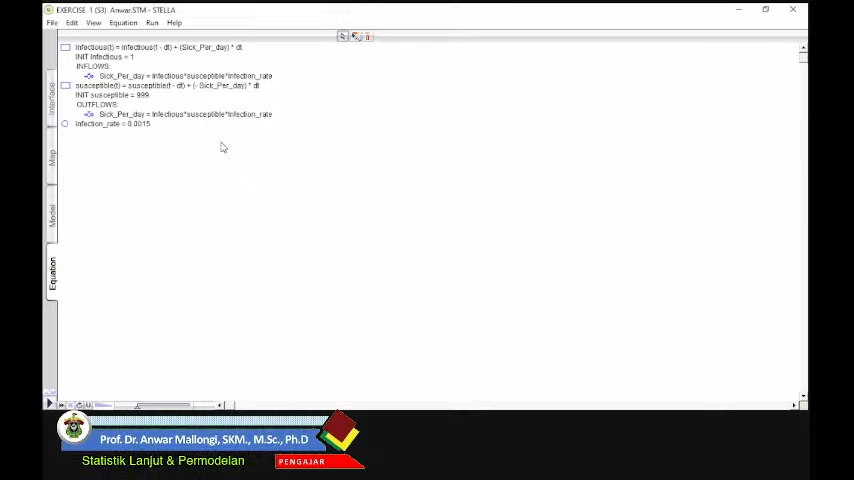 EXERCISE 1 (S3) Anwar.STM - STELLA
File Edit View Equation Run Help
Infectious(t) = Infectious(t - dt) + (Sick_Per_day) * dt
INIT Infectious = 1
INFLOWS:
Sick_Per_day = Infectious*susceptible*Infection_rate
susceptible(t) = susceptible(t - dt) + (- Sick_Per_day) * dt
INIT susceptible = 999
OUTFLOWS:
Sick_Per_day = Infectious*susceptible*Infection_rate
Infection_rate = 0.0015
Interface
Map
Model
Equation
Prof. Dr. Anwar Mallongi, SKM., M.Sc., Ph.D
Statistik Lanjut & Permodelan
PENGAJAR